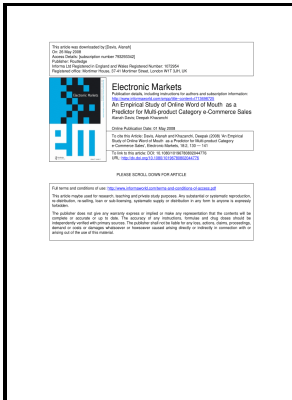 This article was downloaded by:[Davis, Alanah]
On: 26 May 2008
Access Details: [subscription number 793293342]
Publisher: Routledge
Informa Ltd Registered in England and Wales Registered Number: 1072954
Registered office: Mortimer House, 37-41 Mortimer Street, London W1T 3JH, UK
Electronic Markets
Publication details, including instructions for authors and subscription information:
An Empirical Study of Online Word of Mouth as a
Predictor for Multi-product Category e-Commerce Sales
Alanah Davis; Deepak Khazanchi
Online Publication Date: 01 May 2008
To cite this Article: Davis, Alanah and Khazanchi, Deepak (2008) 'An Empirical
Study of Online Word of Mouth as a Predictor for Multi-product Category
e-Commerce Sales', Electronic Markets, 18:2, 130 — 141
To link to this article: DOI: 10.1080/10196780802044776
URL: http://dx.doi.org/10.1080/10196780802044776
PLEASE SCROLL DOWN FOR ARTICLE
Full terms and conditions of use: http://www.informaworld.com/terms-and-conditions-of-access.pdf
This article maybe used for research, teaching and private study purposes. Any substantial or systematic reproduction,
re-distribution, re-selling, loan or sub-licensing, systematic supply or distribution in any form to anyone is expressly
forbidden.
The publisher does not give any warranty express or implied or make any representation that the contents will be
complete or accurate or up to date. The accuracy of any instructions, formulae and drug doses should be
independently verified with primary sources. The publisher shall not be liable for any loss, actions, claims, proceedings,
demand or costs or damages whatsoever or howsoever caused arising directly or indirectly in connection with or
arising out of the use of this material.